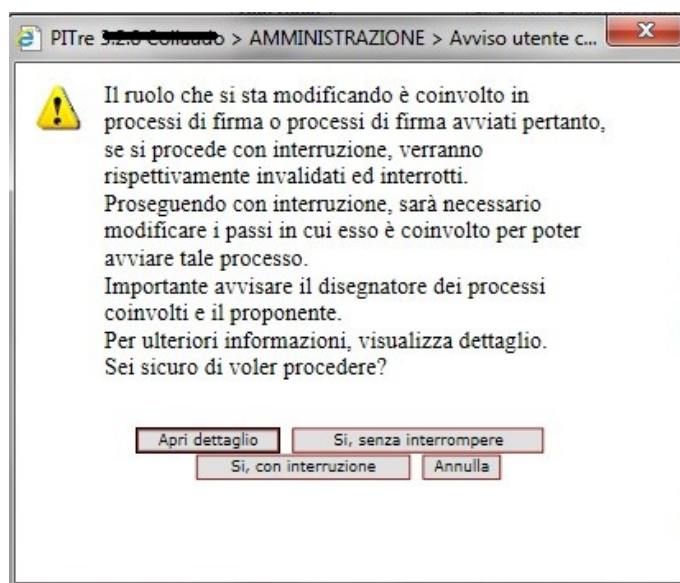 PITre > AMMINISTRAZIONE > Avviso utente c...
Il ruolo che si sta modificando è coinvolto in
processi di firma o processi di firma avviati pertanto,
se si procede con interruzione, verranno
rispettivamente invalidati ed interrotti.
Proseguendo con interruzione, sarà necessario
modificare i passi in cui esso è coinvolto per poter
avviare tale processo.
Importante avvisare il disegnatore dei processi
coinvolti e il proponente.
Per ulteriori informazioni, visualizza dettaglio.
Sei sicuro di voler procedere?
Apri dettaglio Si, senza interrompere
Si, con interruzione Annulla